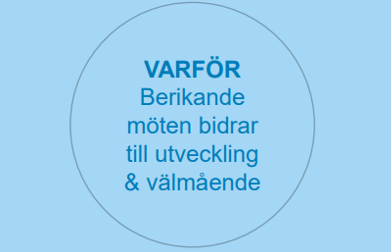 VARFÖR
Berikande
möten bidrar
till utveckling
& välmående